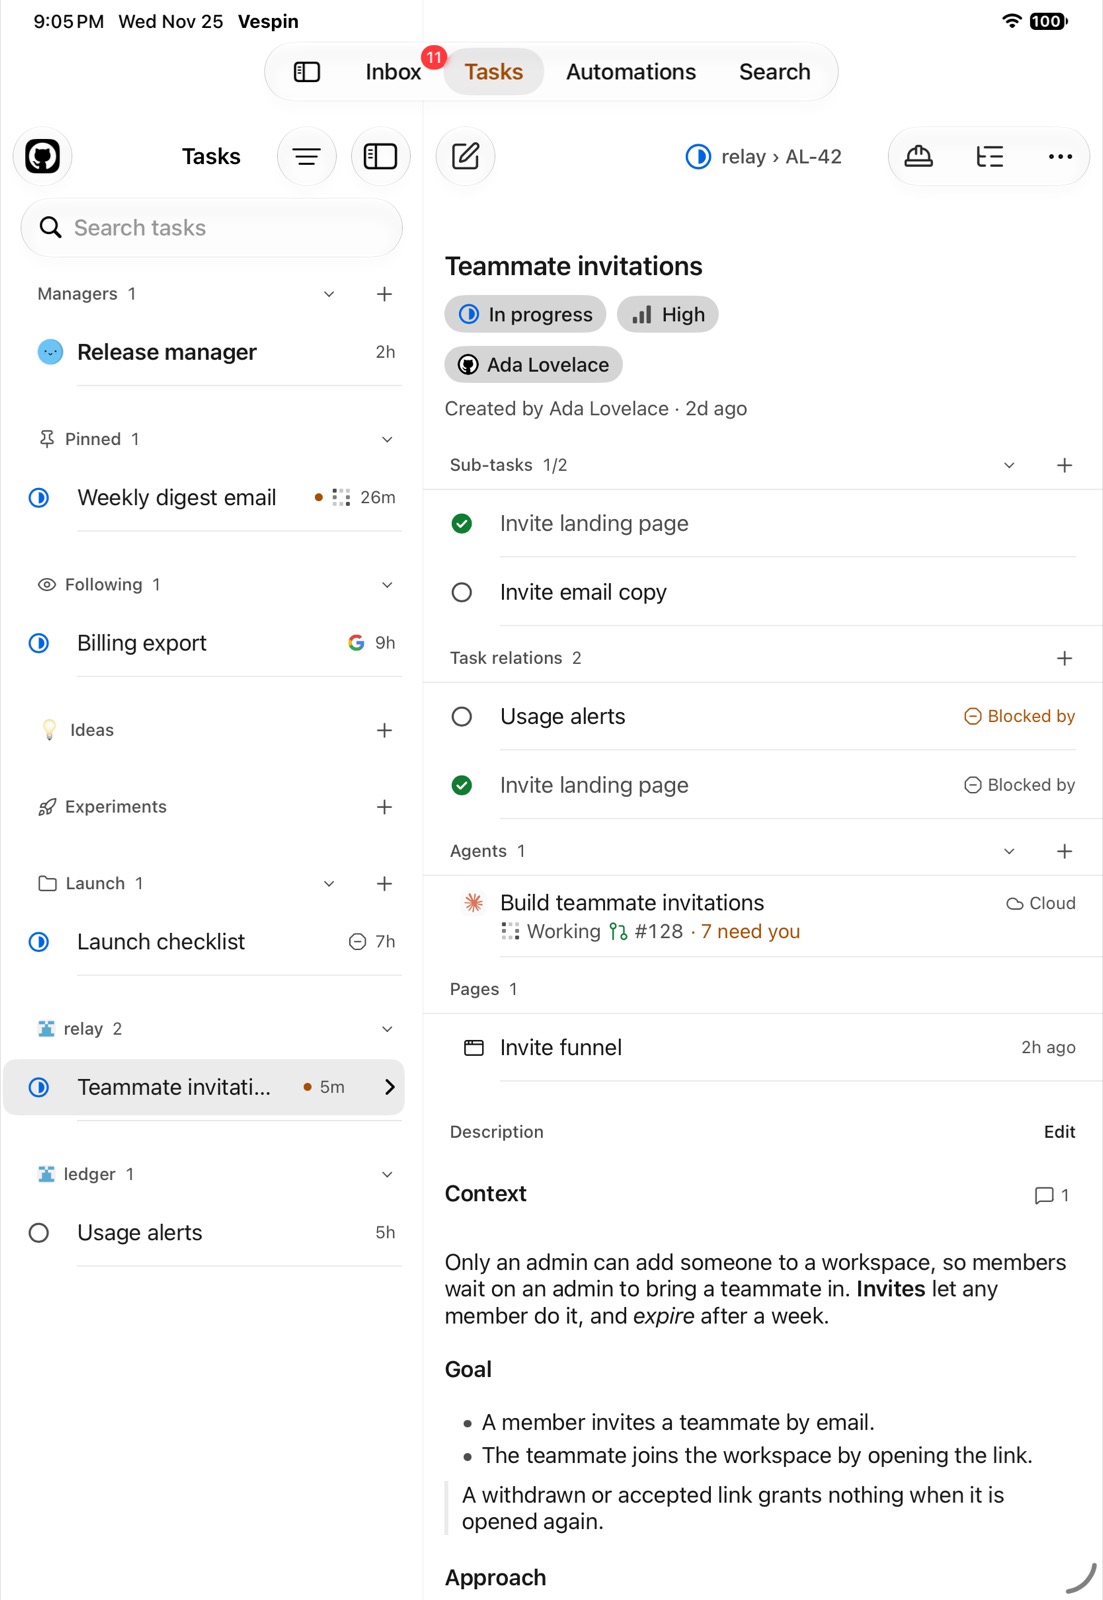 9:05 PM Wed Nov 25 Vespin
100
Inbox 11 Tasks Automations Search
Tasks
relay › AL-42
Search tasks
Managers 1
Release manager 2h
Pinned 1
Weekly digest email 26m
Following 1
Billing export 9h
Ideas
Experiments
Launch 1
Launch checklist 7h
relay 2
Teammate invitati... 5m
ledger 1
Usage alerts 5h
Teammate invitations
In progress High
Ada Lovelace
Created by Ada Lovelace · 2d ago
Sub-tasks 1/2
Invite landing page
Invite email copy
Task relations 2
Usage alerts Blocked by
Invite landing page Blocked by
Agents 1
Build teammate invitations Cloud
Working #128 · 7 need you
Pages 1
Invite funnel 2h ago
Description Edit
Context 1
Only an admin can add someone to a workspace, so members
wait on an admin to bring a teammate in. Invites let any
member do it, and expire after a week.
Goal
• A member invites a teammate by email.
• The teammate joins the workspace by opening the link.
A withdrawn or accepted link grants nothing when it is
opened again.
Approach